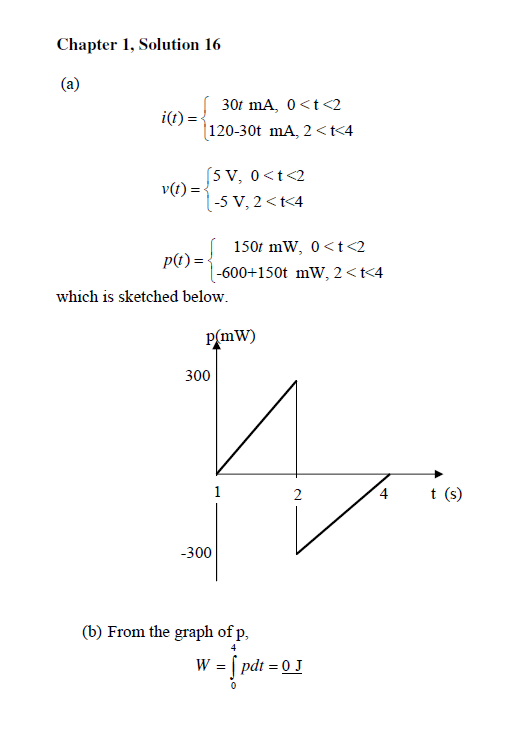 Chapter 1, Solution 16
(a)
i(t) = { 30t mA, 0 < t <2
120-30t mA, 2 < t<4
v(t) = { 5 V, 0 < t <2
-5 V, 2 < t<4
p(t) = { 150t mW, 0 < t <2
-600+150t mW, 2 < t<4
which is sketched below.
p(mW)
300
1 2 4 t (s)
-300
(b) From the graph of p,
W = ∫₀⁴ pdt = 0 J